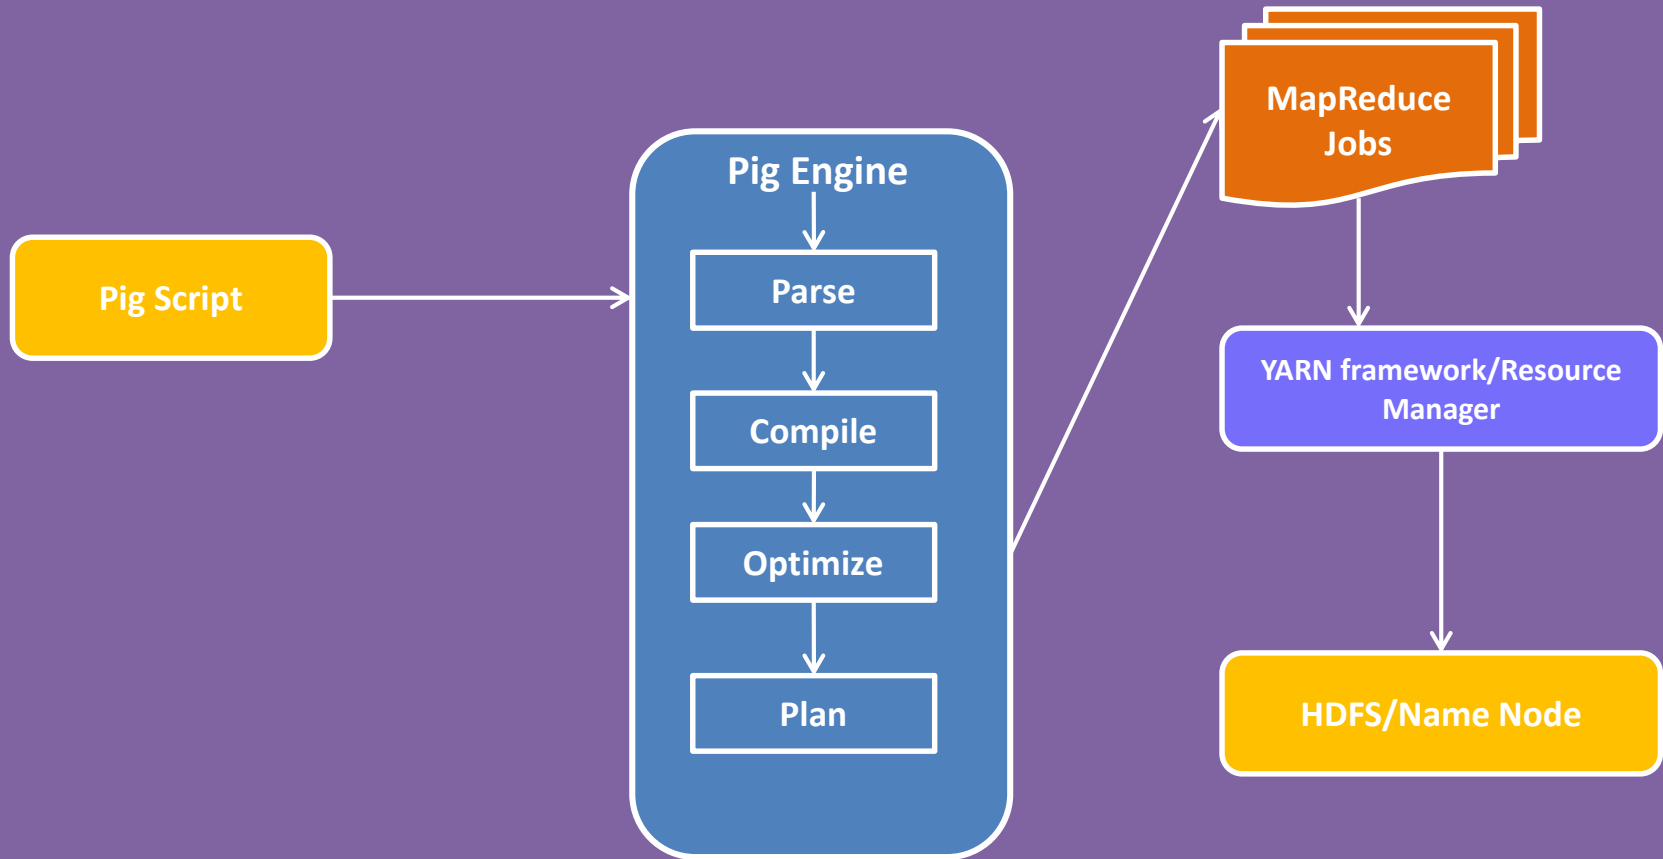 Pig Script
Pig Engine
Parse
Compile
Optimize
Plan
MapReduce
Jobs
YARN framework/Resource
Manager
HDFS/Name Node